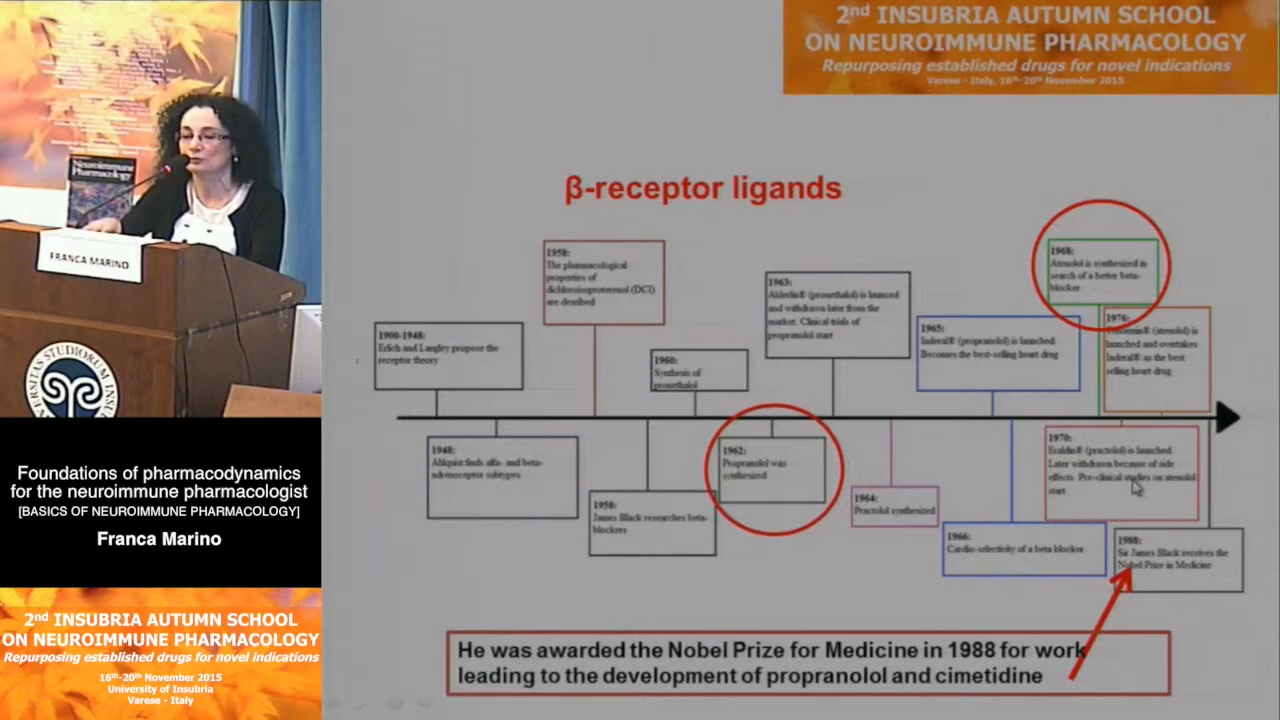 2nd INSUBRIA AUTUMN SCHOOL
ON NEUROIMMUNE PHARMACOLOGY
Repurposing established drugs for novel indications
Varese - Italy, 16th-20th November 2015
Neuroimmune
Pharmacology
FRANCA MARINO
β-receptor ligands
1968:
Atenolol is synthesized in
search of a better beta-
blocker
1958:
The pharmacological
properties of
dichloroisoproterenol (DCI)
are desribed
1963:
Alderlin® (pronethalol) is launced
and withdrawn later from the
market. Clinical trials of
propranolol start
1976:
(atenolol) is
launched and overtakes
Inderal® as the best
selling heart drug
1965:
Inderal® (propranolol) is launched.
Becomes the best-selling heart drug
1900-1948:
Erlich and Langley propose the
receptor theory
1960:
Synthesis of
pronethalol
1948:
Ahlquist finds alfa- and beta-
adrenoceptor subtypes
1962:
Propranolol was
synthesized
1970:
Eraldin® (practolol) is launched.
Later withdrawn because of side
effects. Pre-clinical studies on atenolol
start
1958:
James Black researches beta-
blockers
1964:
Practolol synthesized
1966:
Cardio-selectivity of a beta blocker
1988:
Sir James Black receives the
Nobel Prize in Medicine
He was awarded the Nobel Prize for Medicine in 1988 for work
leading to the development of propranolol and cimetidine
Foundations of pharmacodynamics
for the neuroimmune pharmacologist
[BASICS OF NEUROIMMUNE PHARMACOLOGY]
Franca Marino
2nd INSUBRIA AUTUMN SCHOOL
ON NEUROIMMUNE PHARMACOLOGY
Repurposing established drugs for novel indications
16th-20th November 2015
University of Insubria
Varese - Italy